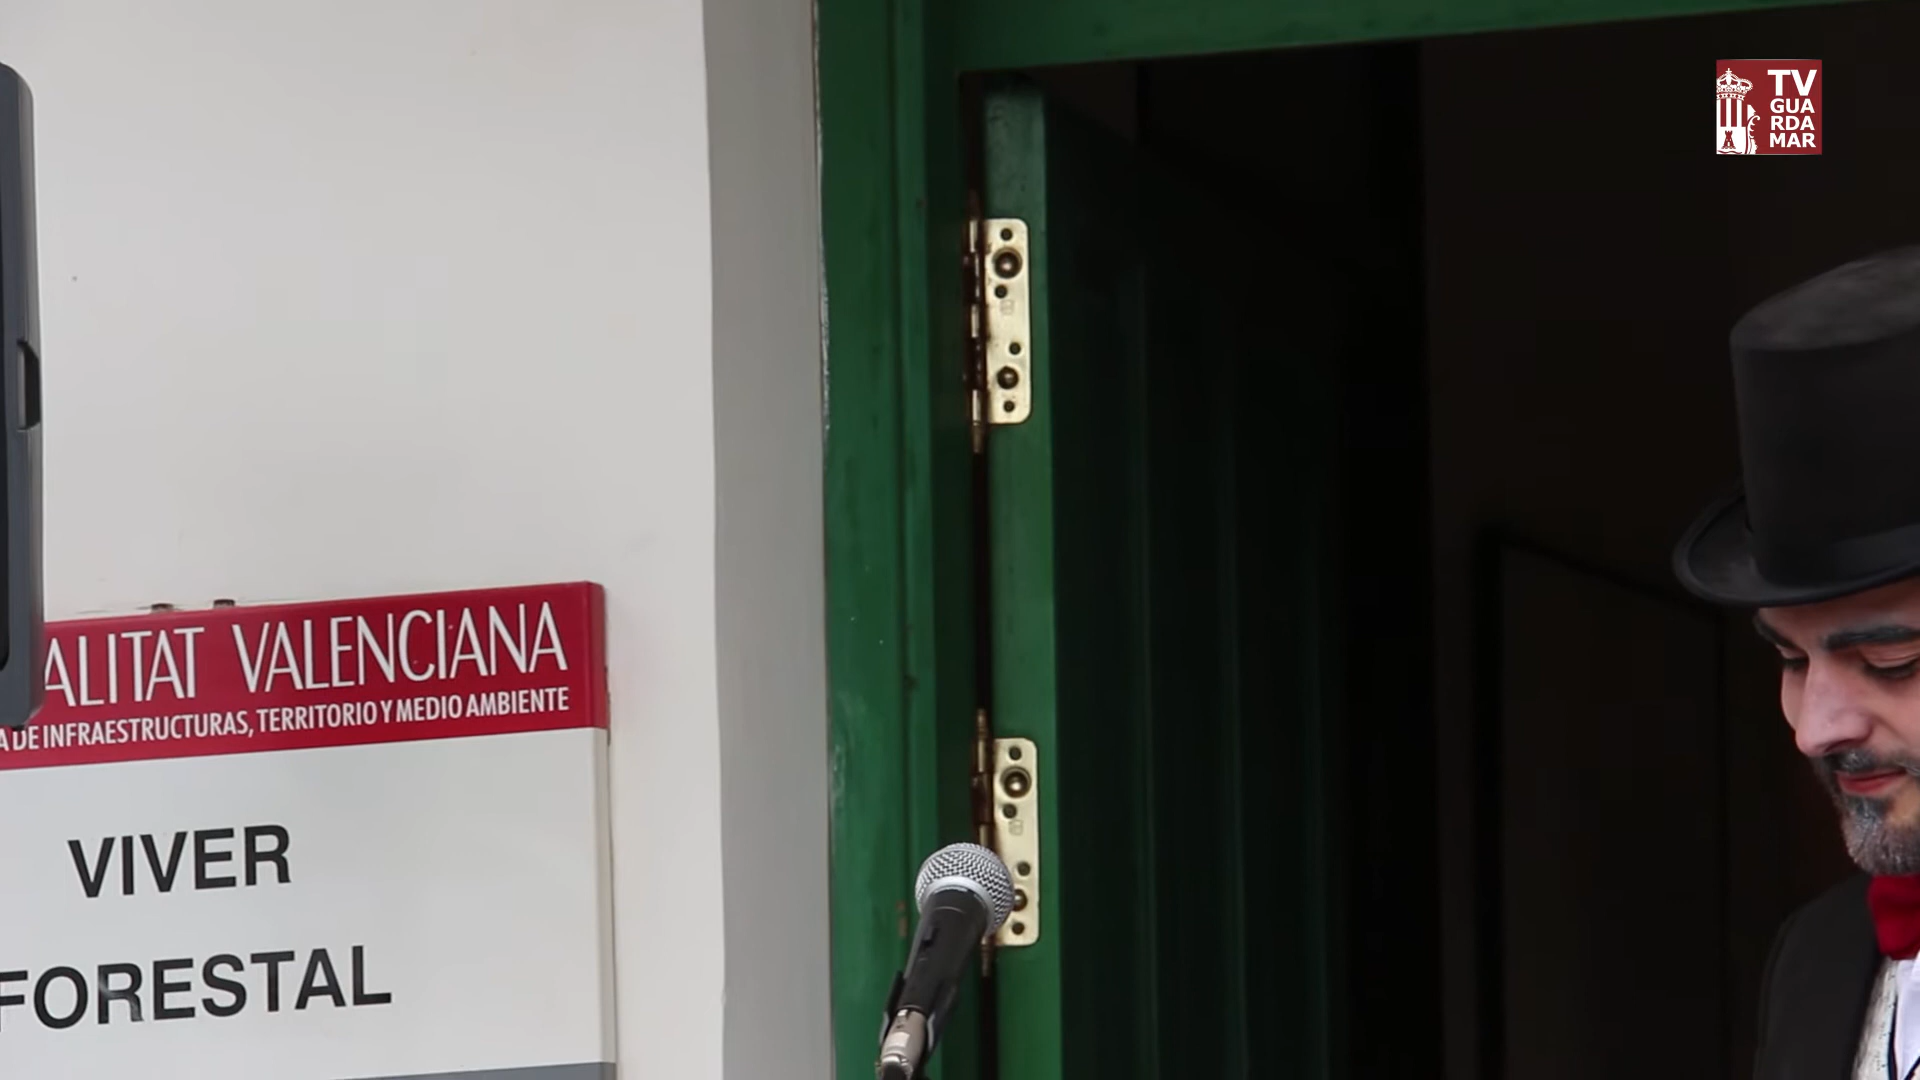 TV
GUA
RDA
MAR
ALITAT VALENCIANA
A DE INFRAESTRUCTURAS, TERRITORIO Y MEDIO AMBIENTE
VIVER
FORESTAL